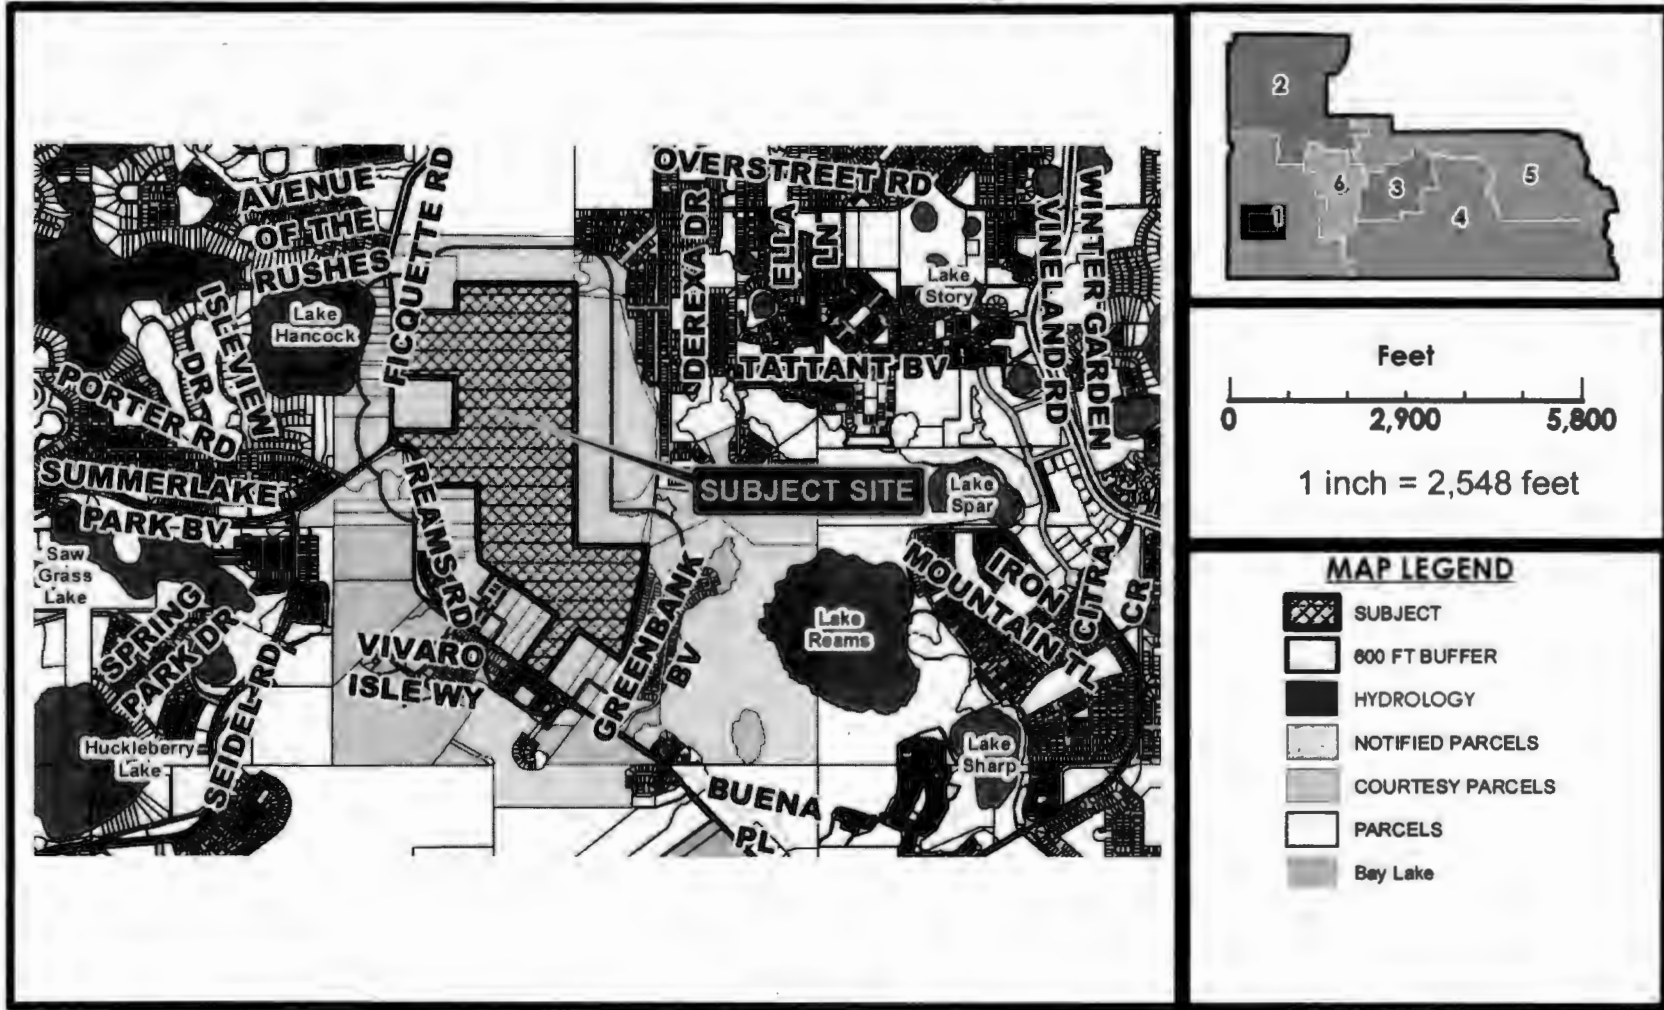 AVENUE
OF THE
RUSHES
FICQUETTE RD
OVERSTREET RD
DEREXA DR
ELLA
LN
Lake
Story
VINELAND RD
WINTER GARDEN
ISLEVIEW
DR
Lake
Hancock
PORTER RD
TATTANT BV
SUMMERLAKE
PARK BV
REAMS RD
SUBJECT SITE
Lake
Spar
Saw
Grass
Lake
SPRING
PARK DR
SEIDEL RD
VIVARO
ISLE WY
GREENBANK
BV
Lake
Reams
IRON
MOUNTAIN TL
CITRA
CR
Huckleberry
Lake
Lake
Sharp
BUENA
PL
2
6
3
5
1
4
Feet
0 2,900 5,800
1 inch = 2,548 feet
MAP LEGEND
SUBJECT
600 FT BUFFER
HYDROLOGY
NOTIFIED PARCELS
COURTESY PARCELS
PARCELS
Bay Lake